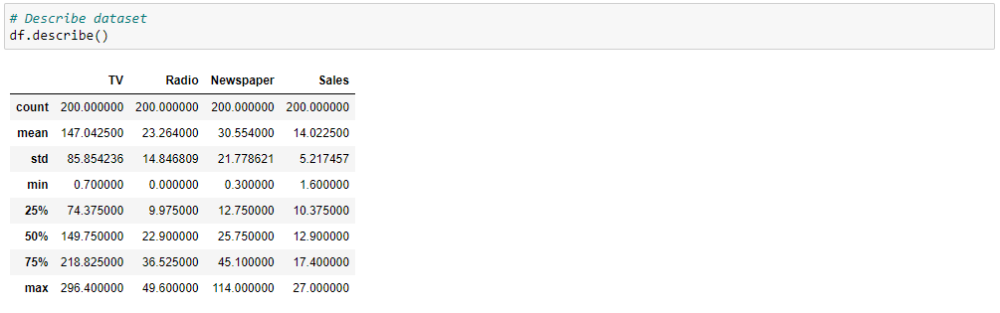 # Describe dataset
df.describe()
TV Radio Newspaper Sales
count 200.000000 200.000000 200.000000 200.000000
mean 147.042500 23.264000 30.554000 14.022500
std 85.854236 14.846809 21.778621 5.217457
min 0.700000 0.000000 0.300000 1.600000
25% 74.375000 9.975000 12.750000 10.375000
50% 149.750000 22.900000 25.750000 12.900000
75% 218.825000 36.525000 45.100000 17.400000
max 296.400000 49.600000 114.000000 27.000000